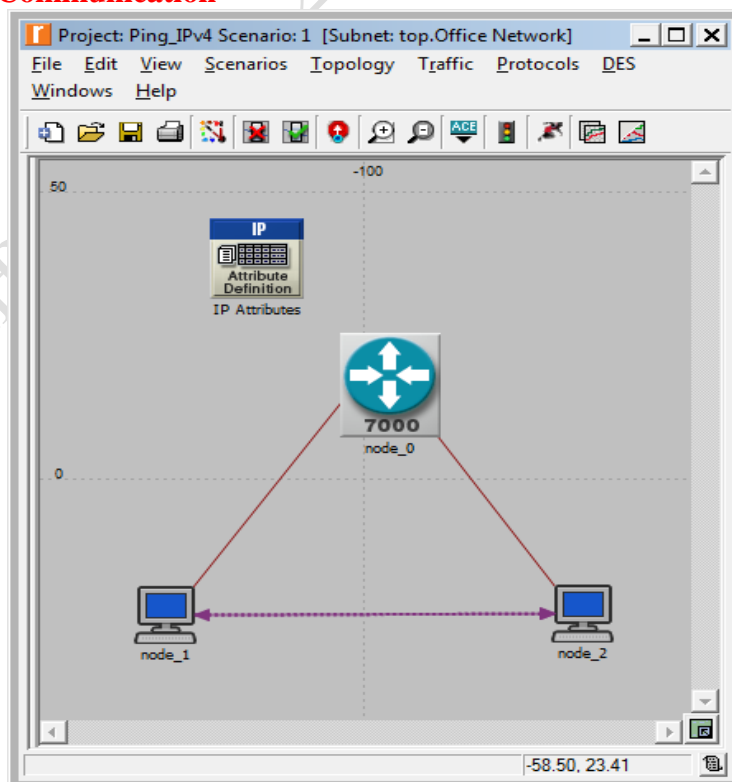 Communication
Project: Ping_IPv4 Scenario: 1 [Subnet: top.Office Network]
File Edit View Scenarios Topology Traffic Protocols DES
Windows Help
ACE
-100
50
IP
Attribute
Definition
IP Attributes
7000
node_0
0
node_1
node_2
-58.50, 23.41